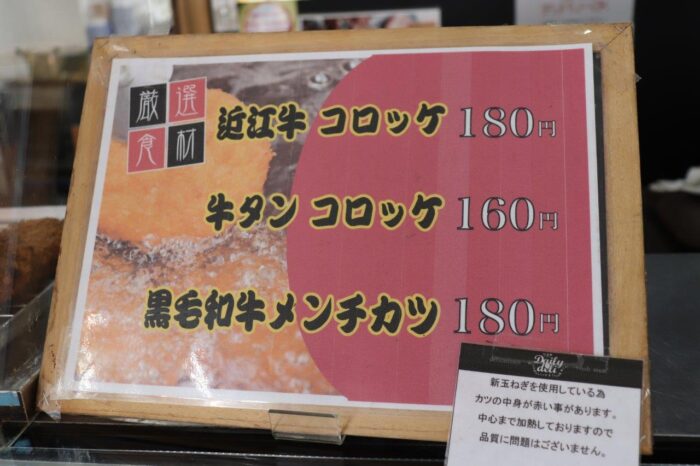 厳選
食材
近江牛 コロッケ 180円
牛タン コロッケ 160円
黒毛和牛メンチカツ 180円
Daily
deli
新玉ねぎを使用している為
カツの中身が赤い事があります。
中心まで加熱しておりますので
品質に問題はございません。